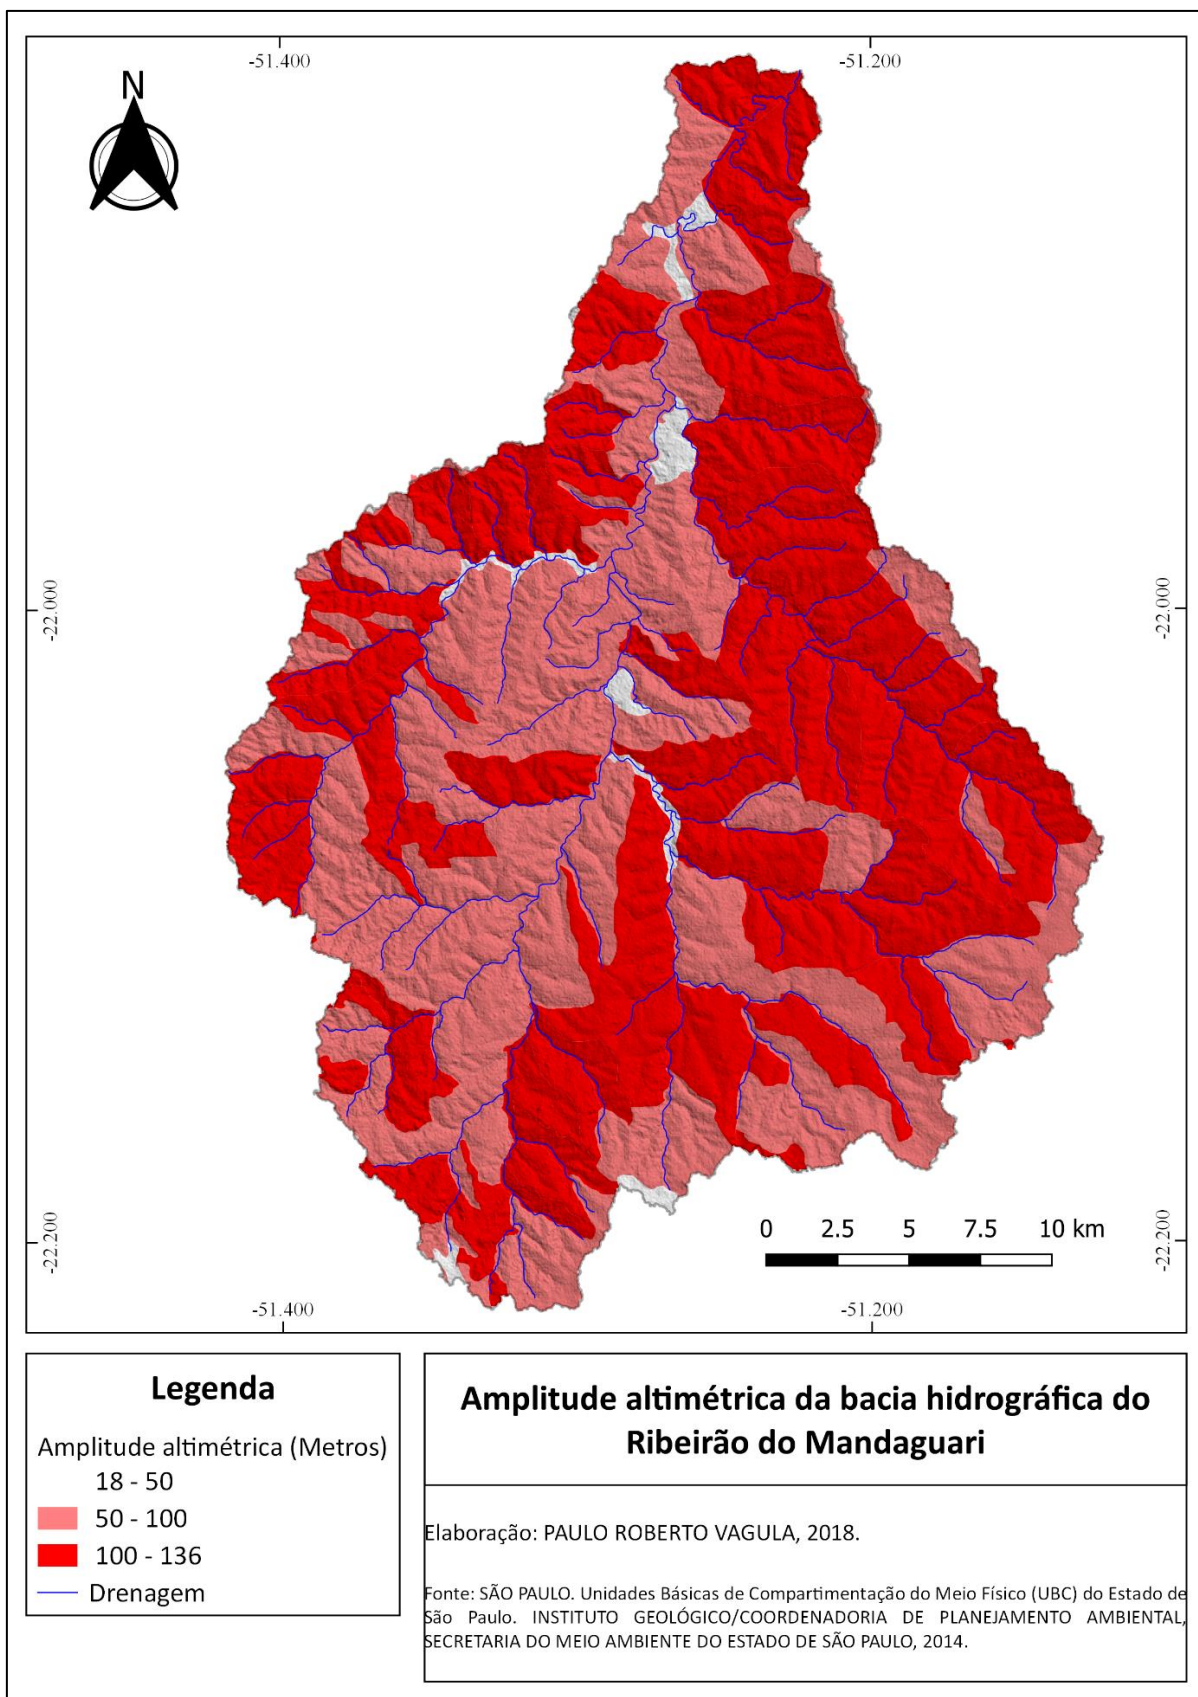 -51.400
-51.200
N
-22.000
-22.000
0 2.5 5 7.5 10 km
-22.200
-22.200
-51.400
-51.200
Legenda
Amplitude altimétrica (Metros)
18 - 50
50 - 100
100 - 136
Drenagem
Amplitude altimétrica da bacia hidrográfica do
Ribeirão do Mandaguari
Elaboração: PAULO ROBERTO VAGULA, 2018.
Fonte: SÃO PAULO. Unidades Básicas de Compartimentação do Meio Físico (UBC) do Estado de
São Paulo. INSTITUTO GEOLÓGICO/COORDENADORIA DE PLANEJAMENTO AMBIENTAL,
SECRETARIA DO MEIO AMBIENTE DO ESTADO DE SÃO PAULO, 2014.